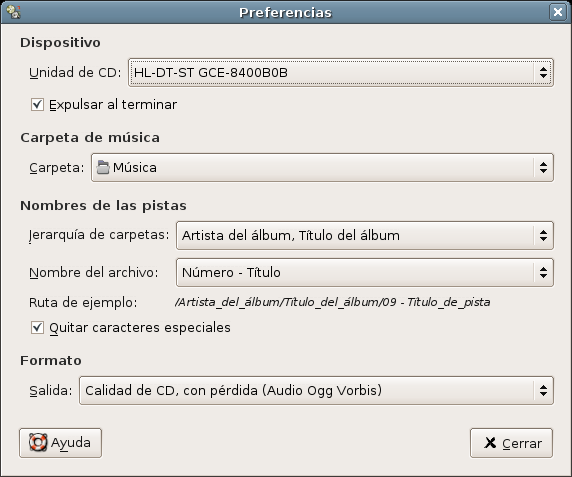 Preferencias
Dispositivo
Unidad de CD: HL-DT-ST GCE-8400B0B
Expulsar al terminar
Carpeta de música
Carpeta: Música
Nombres de las pistas
Jerarquía de carpetas: Artista del álbum, Título del álbum
Nombre del archivo: Número - Título
Ruta de ejemplo: /Artista_del_álbum/Título_del_álbum/09 - Título_de_pista
Quitar caracteres especiales
Formato
Salida: Calidad de CD, con pérdida (Audio Ogg Vorbis)
Ayuda Cerrar